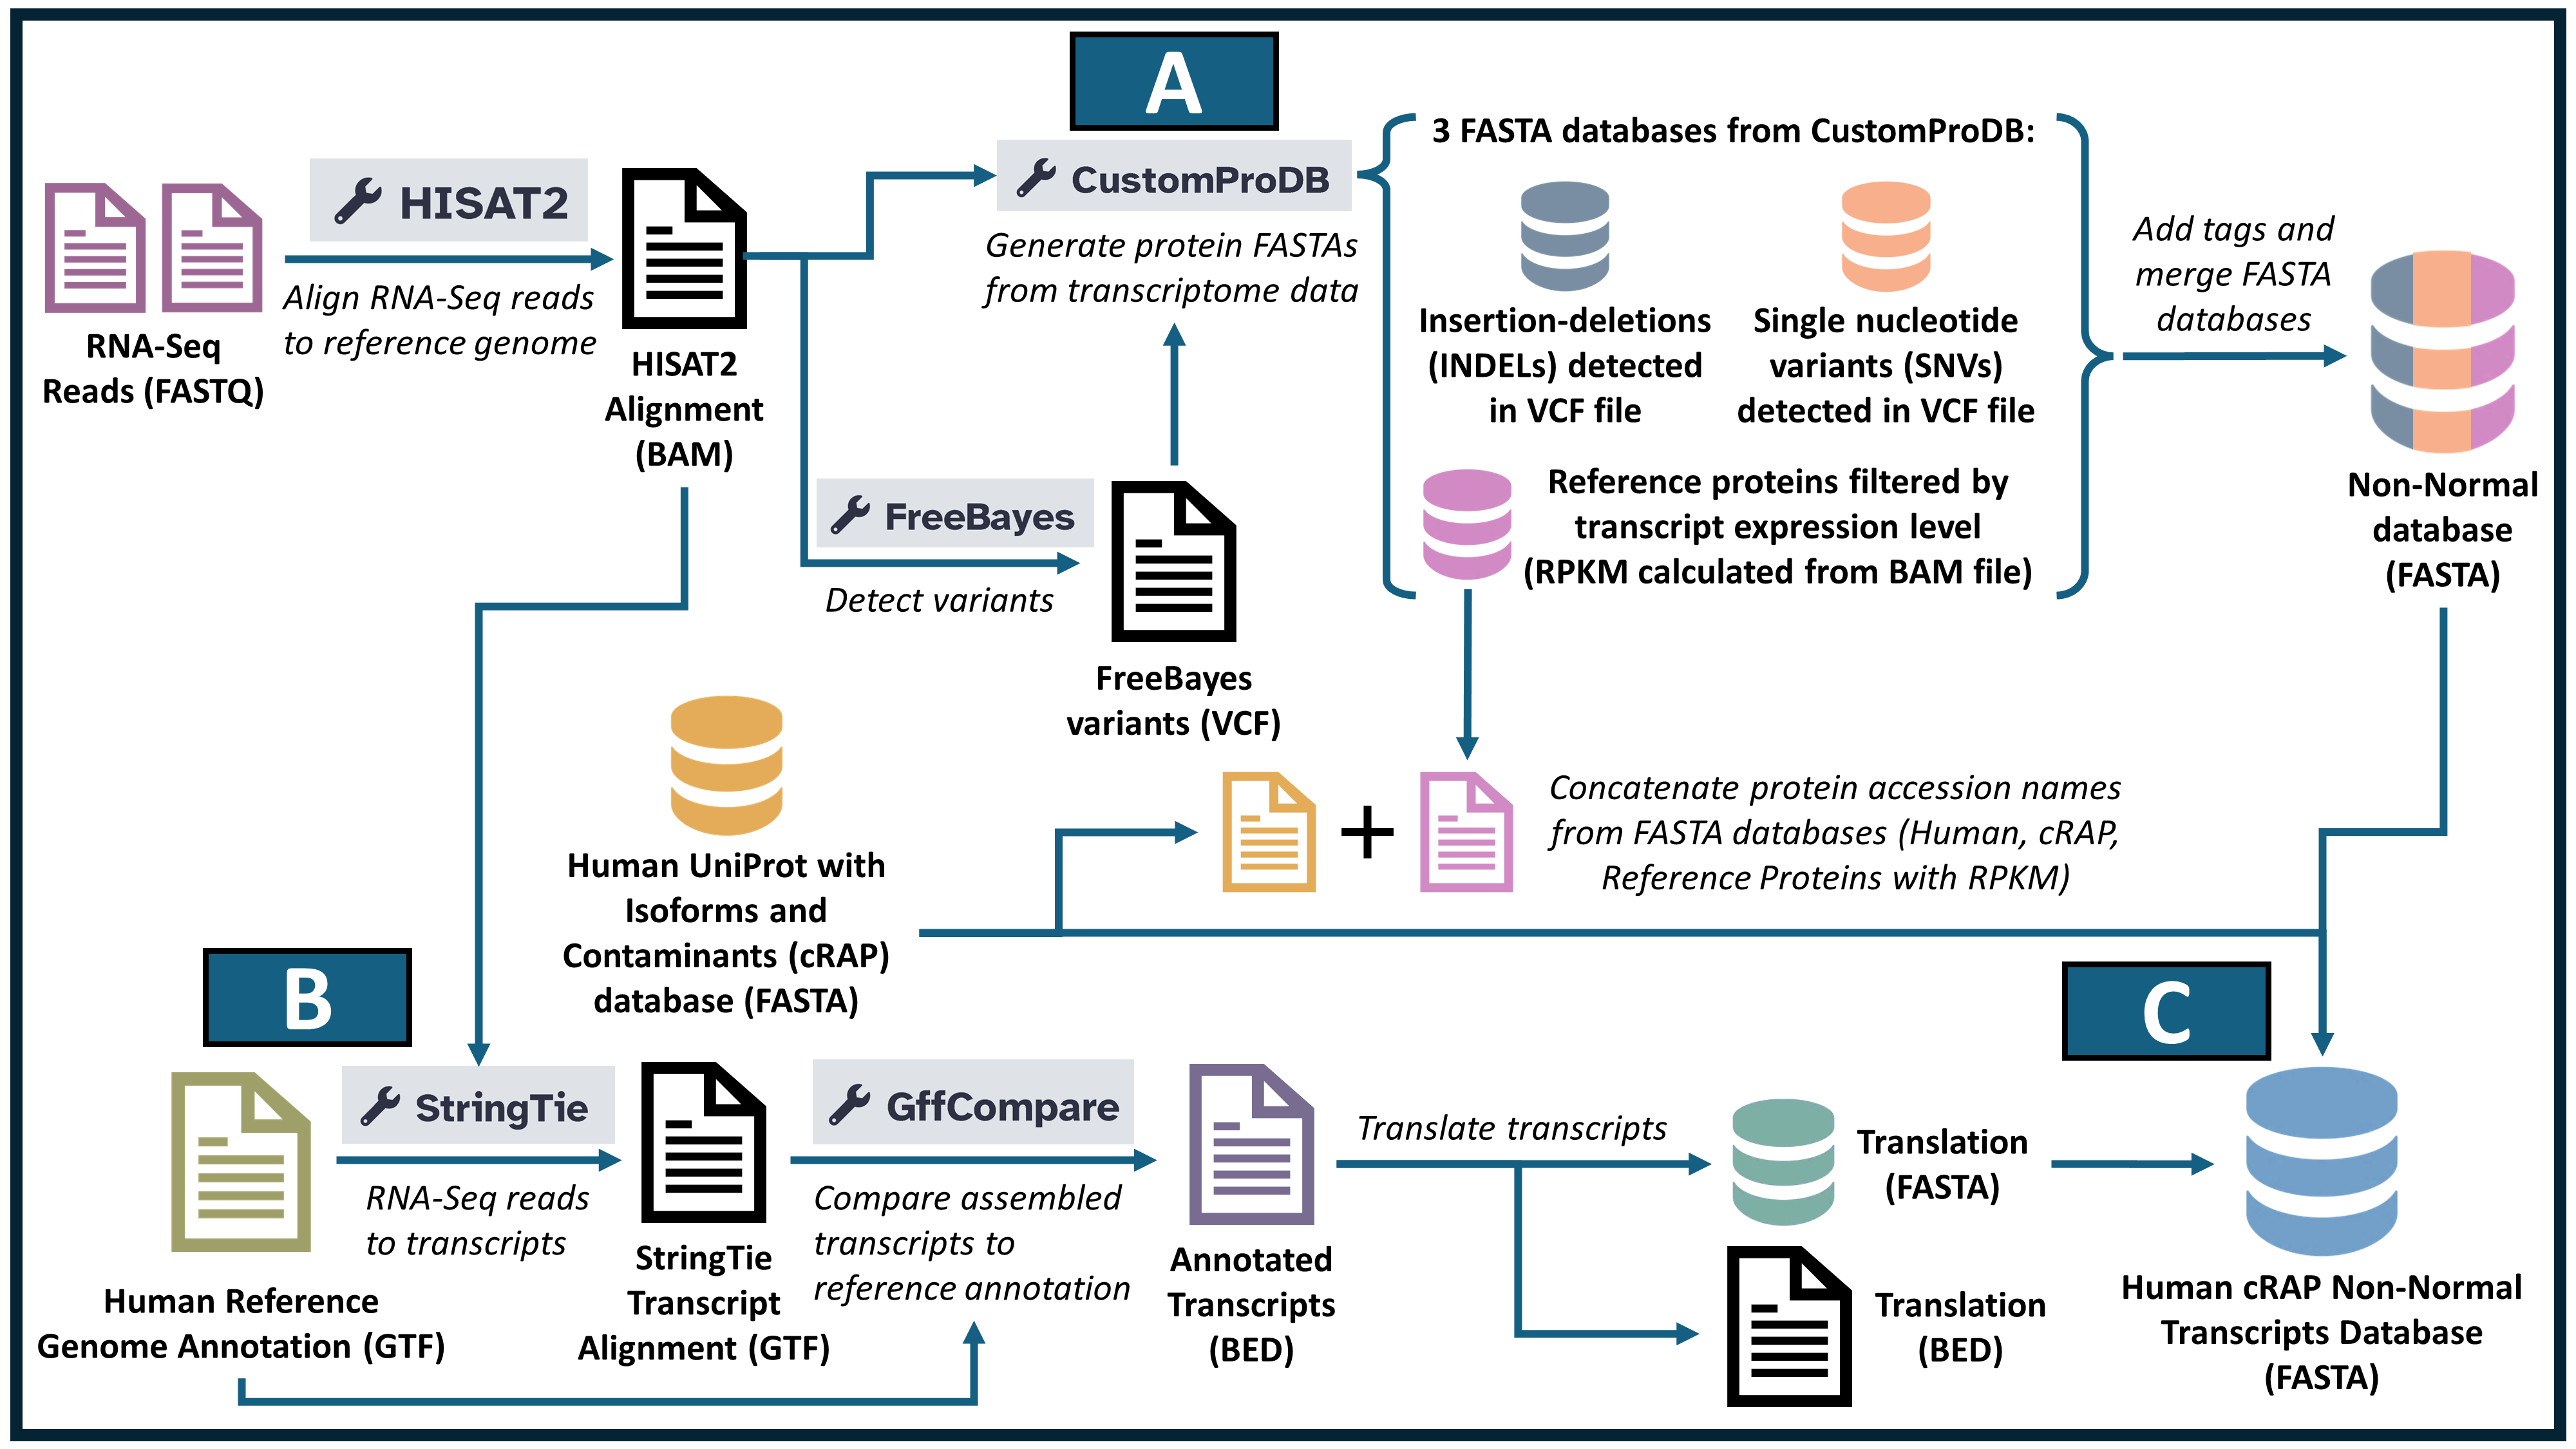 A
3 FASTA databases from CustomProDB:
HISAT2
CustomProDB
Align RNA-Seq reads
to reference genome
RNA-Seq
Reads (FASTQ)
HISAT2
Alignment
(BAM)
Generate protein FASTAs
from transcriptome data
Insertion-deletions
(INDELs) detected
in VCF file
Single nucleotide
variants (SNVs)
detected in VCF file
Reference proteins filtered by
transcript expression level
(RPKM calculated from BAM file)
Add tags and
merge FASTA
databases
Non-Normal
database
(FASTA)
FreeBayes
Detect variants
FreeBayes
variants (VCF)
Human UniProt with
Isoforms and
Contaminants (cRAP)
database (FASTA)
+
Concatenate protein accession names
from FASTA databases (Human, cRAP,
Reference Proteins with RPKM)
B
StringTie
RNA-Seq reads
to transcripts
Human Reference
Genome Annotation (GTF)
StringTie
Transcript
Alignment (GTF)
GffCompare
Compare assembled
transcripts to
reference annotation
Annotated
Transcripts
(BED)
Translate transcripts
Translation
(FASTA)
Translation
(BED)
C
Human cRAP Non-Normal
Transcripts Database
(FASTA)